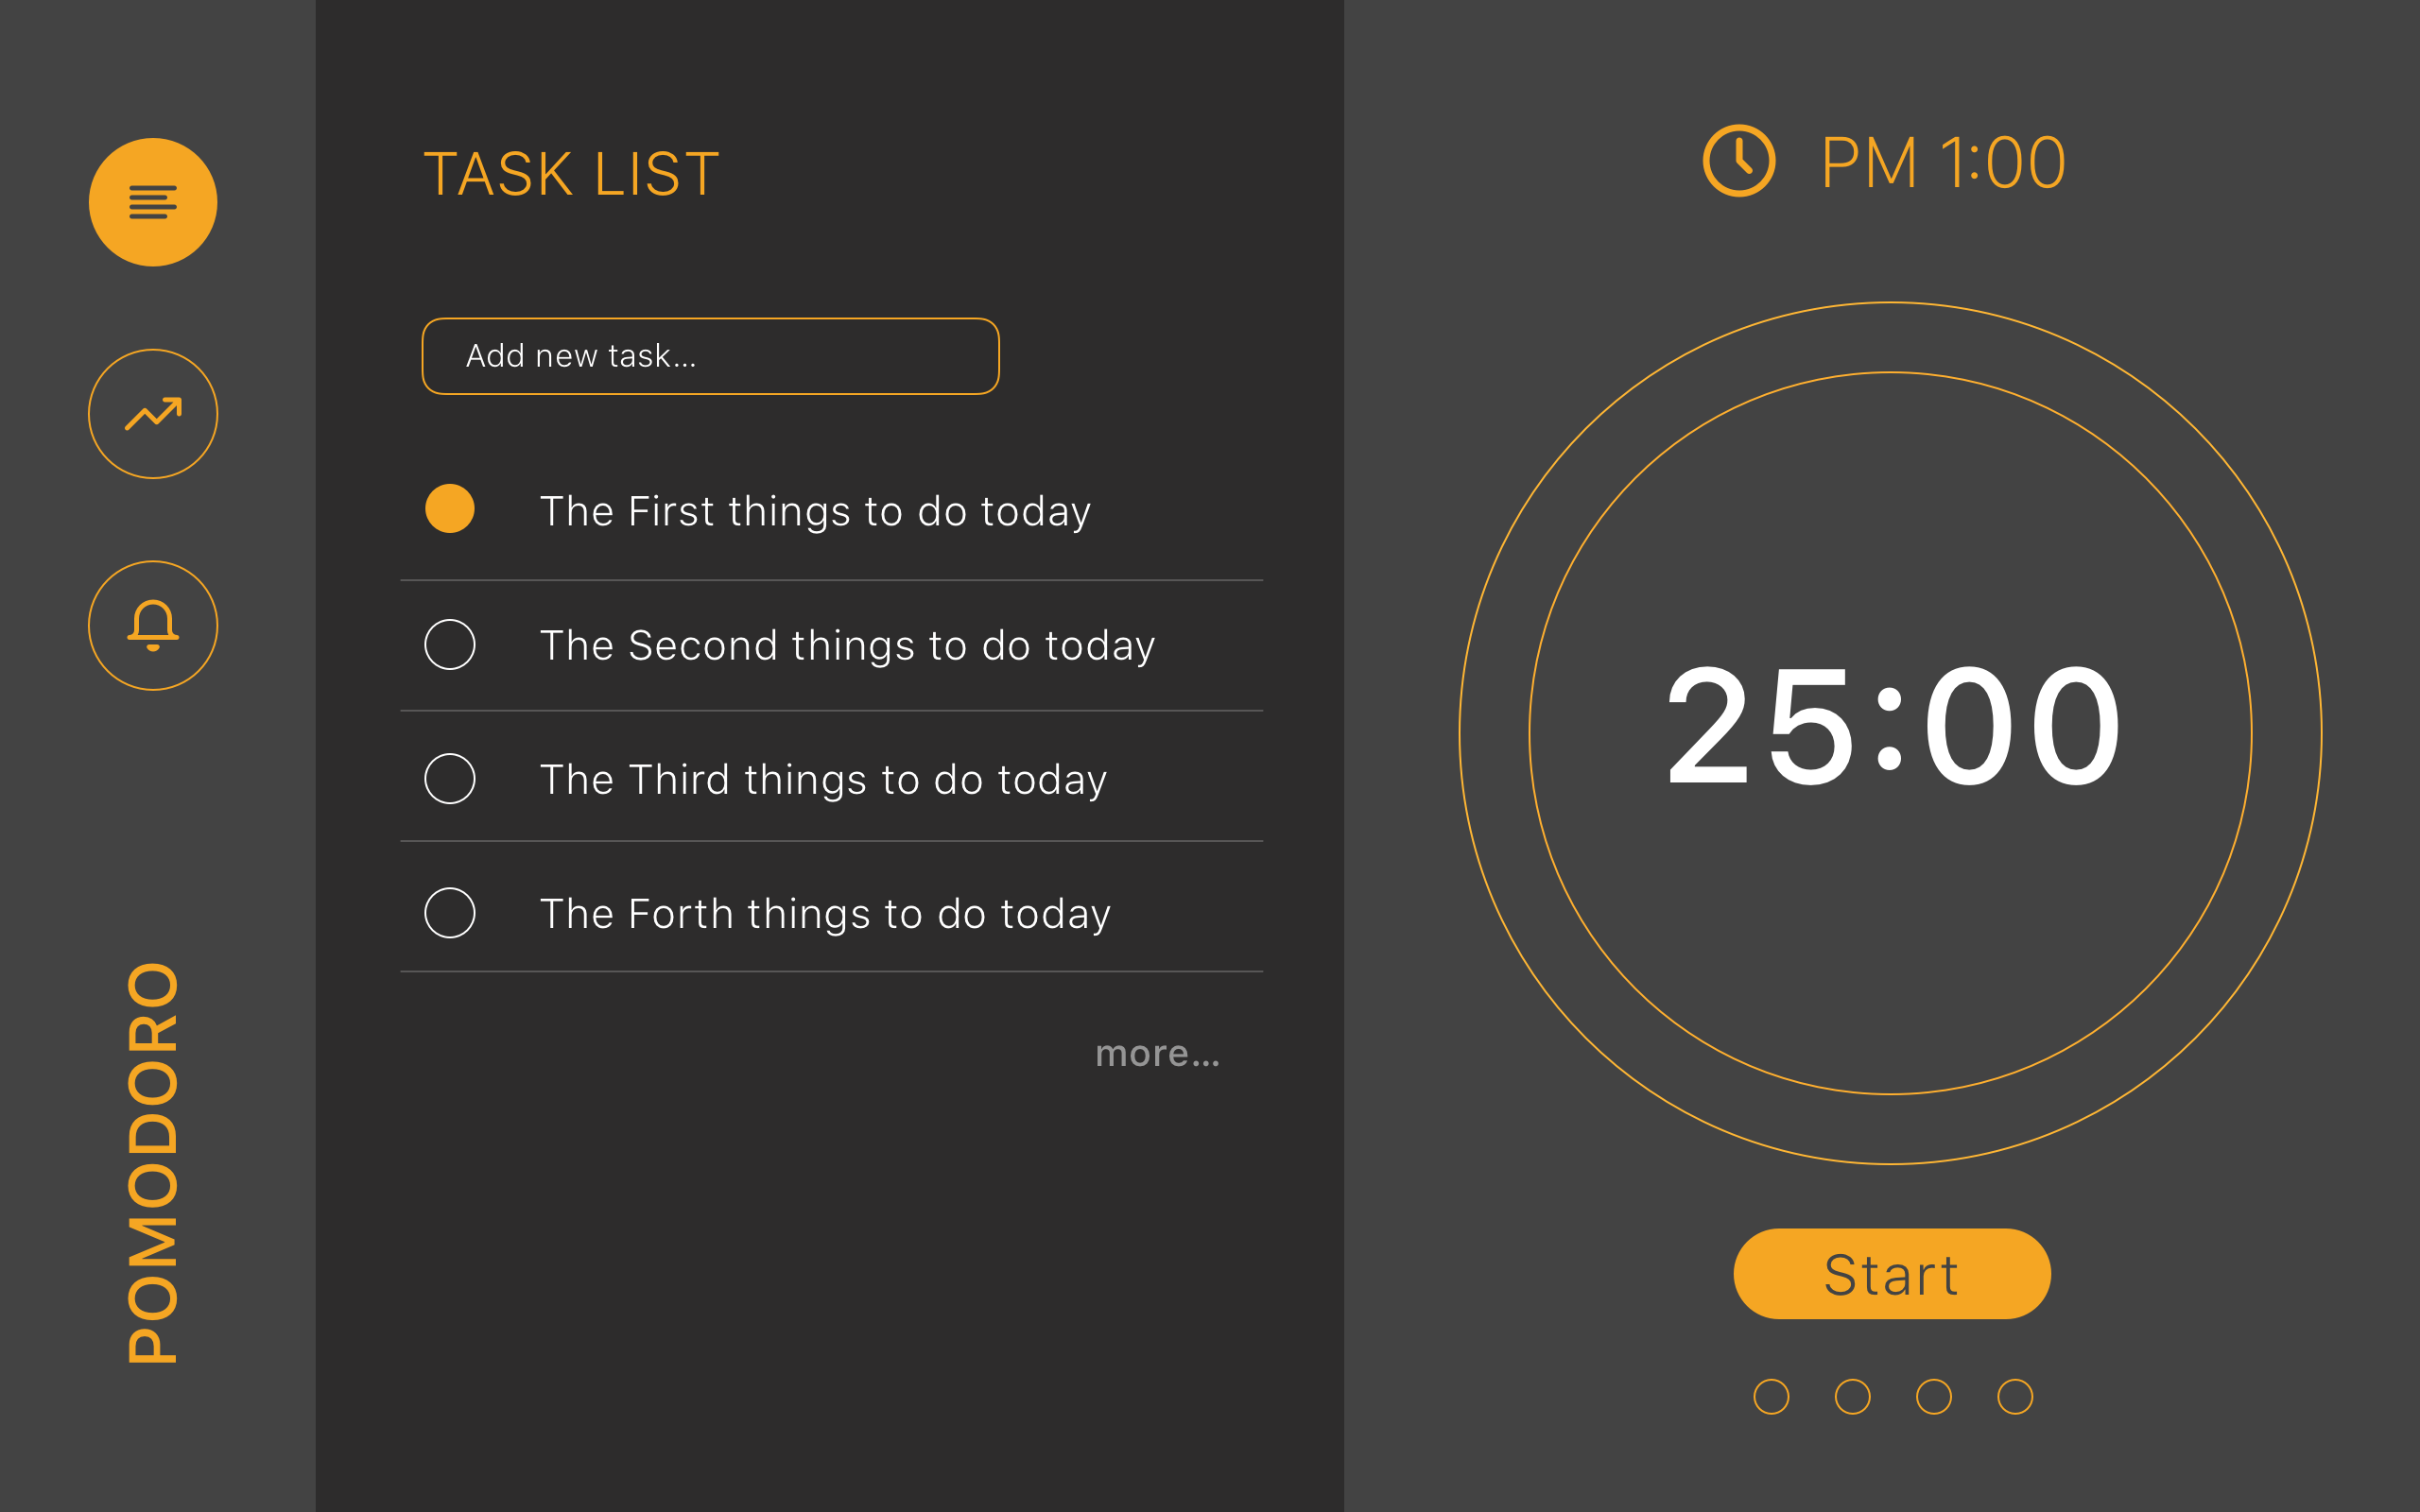 TASK LIST
Add new task...
The First things to do today
The Second things to do today
The Third things to do today
The Forth things to do today
more...
POMODORO
PM 1:00
25:00
Start